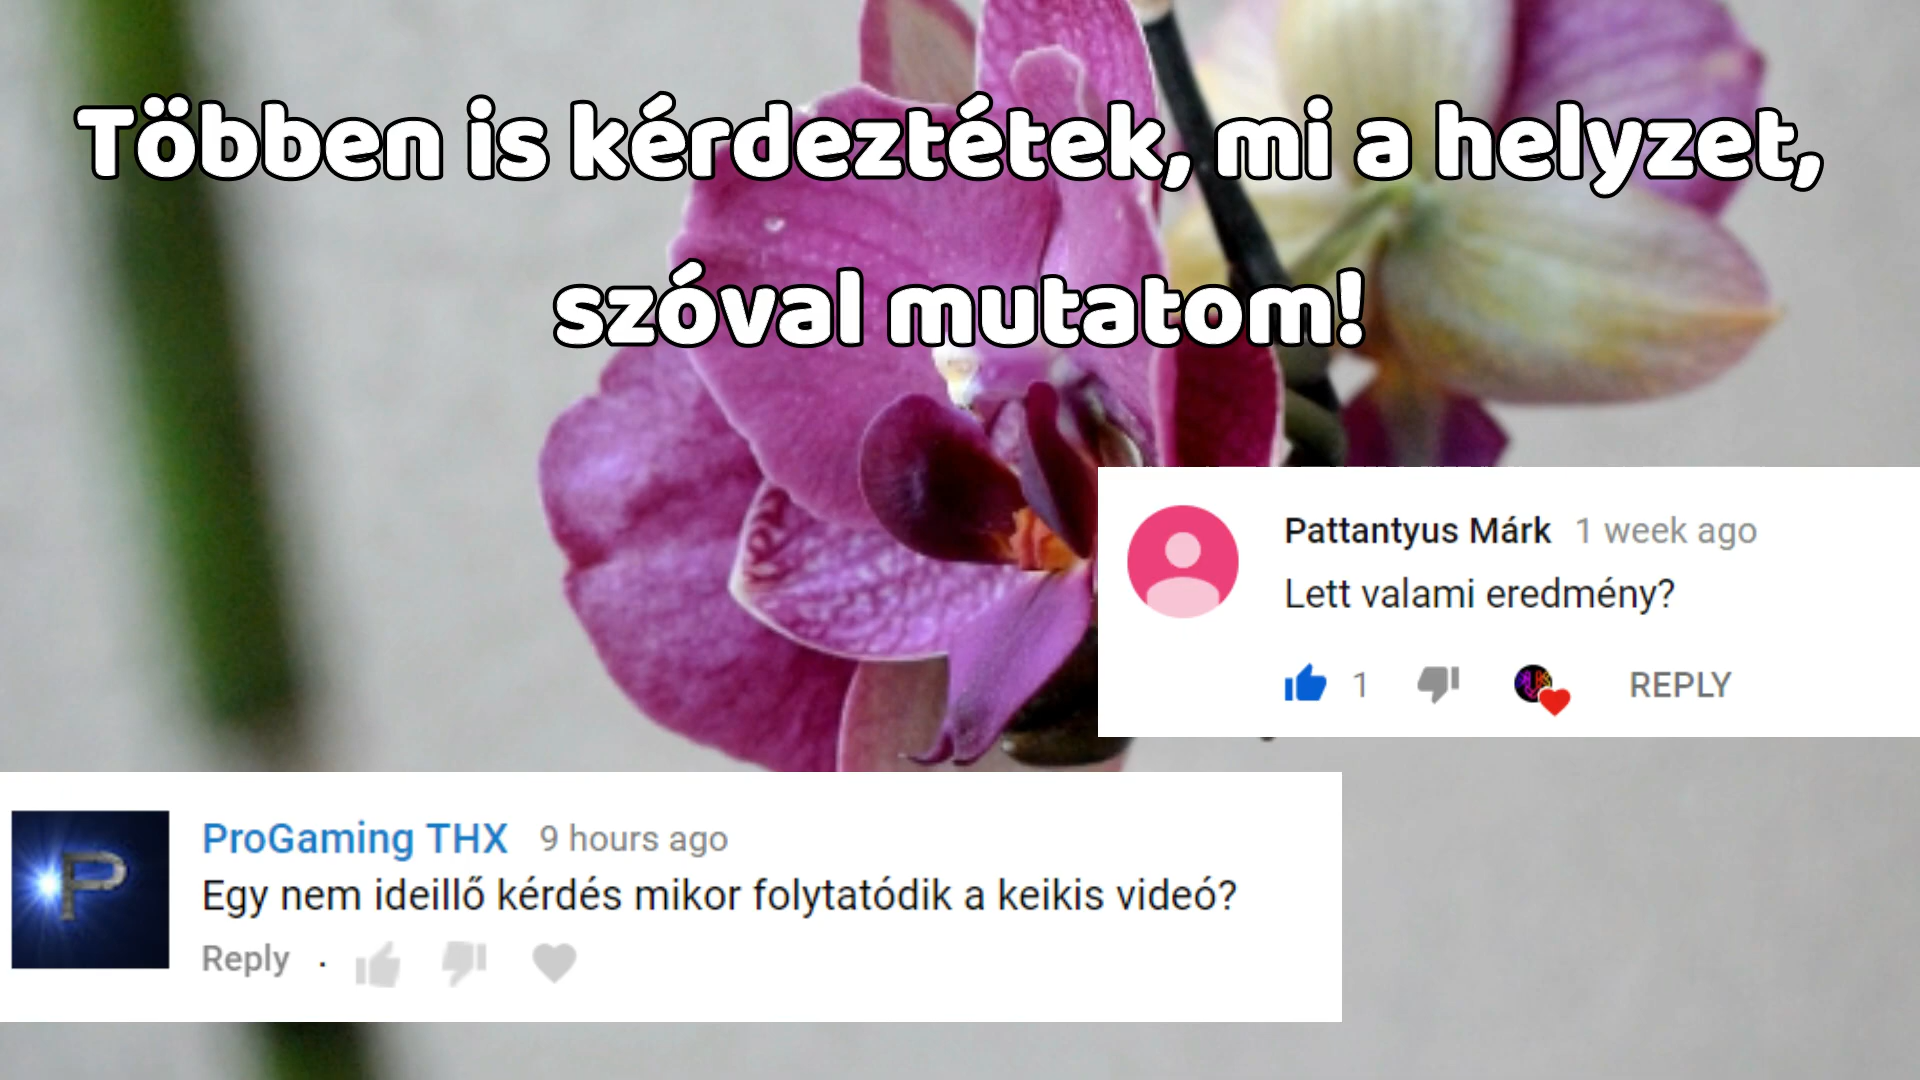 Többen is kérdeztétek, mi a helyzet,
szóval mutatom!
Pattantyus Márk 1 week ago
Lett valami eredmény?
1 REPLY
P
ProGaming THX 9 hours ago
Egy nem ideillő kérdés mikor folytatódik a keikis videó?
Reply ·